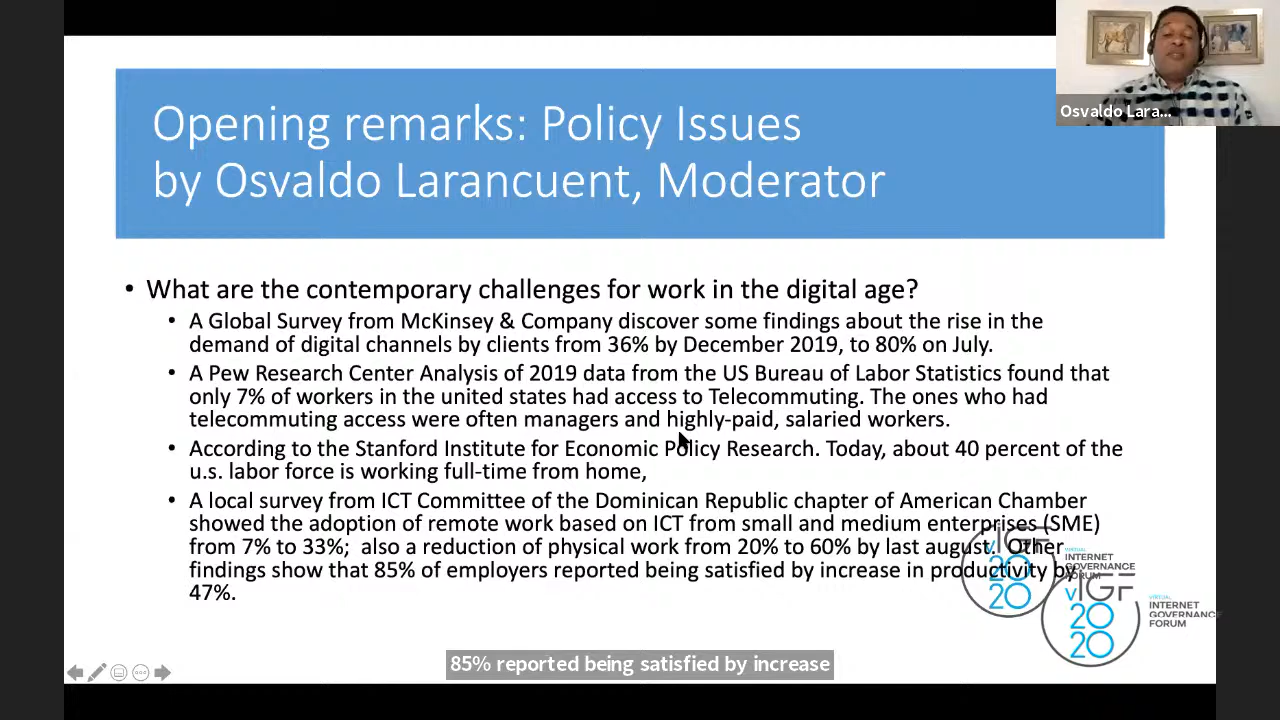 Opening remarks: Policy Issues
by Osvaldo Larancuent, Moderator
Osvaldo Lara...
• What are the contemporary challenges for work in the digital age?
• A Global Survey from McKinsey & Company discover some findings about the rise in the
demand of digital channels by clients from 36% by December 2019, to 80% on July.
• A Pew Research Center Analysis of 2019 data from the US Bureau of Labor Statistics found that
only 7% of workers in the united states had access to Telecommuting. The ones who had
telecommuting access were often managers and highly-paid, salaried workers.
• According to the Stanford Institute for Economic Policy Research. Today, about 40 percent of the
u.s. labor force is working full-time from home,
• A local survey from ICT Committee of the Dominican Republic chapter of American Chamber
showed the adoption of remote work based on ICT from small and medium enterprises (SME)
from 7% to 33%;  also a reduction of physical work from 20% to 60% by last august.  Other
findings show that 85% of employers reported being satisfied by increase in productivity by
47%.
vIGF
2020
VIRTUAL
INTERNET
GOVERNANCE
FORUM
vIGF
2020
VIRTUAL
INTERNET
GOVERNANCE
FORUM
85% reported being satisfied by increase